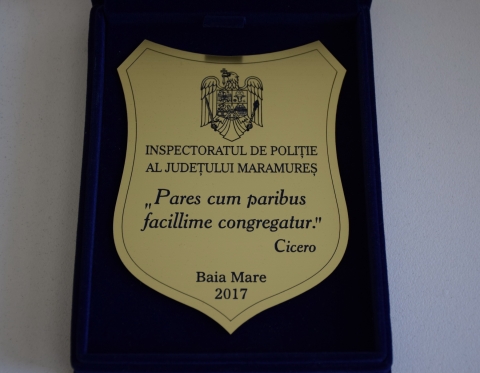 INSPECTORATUL DE POLIȚIE
AL JUDEȚULUI MARAMUREȘ
„Pares cum paribus
facillime congregatur."
Cicero
Baia Mare
2017